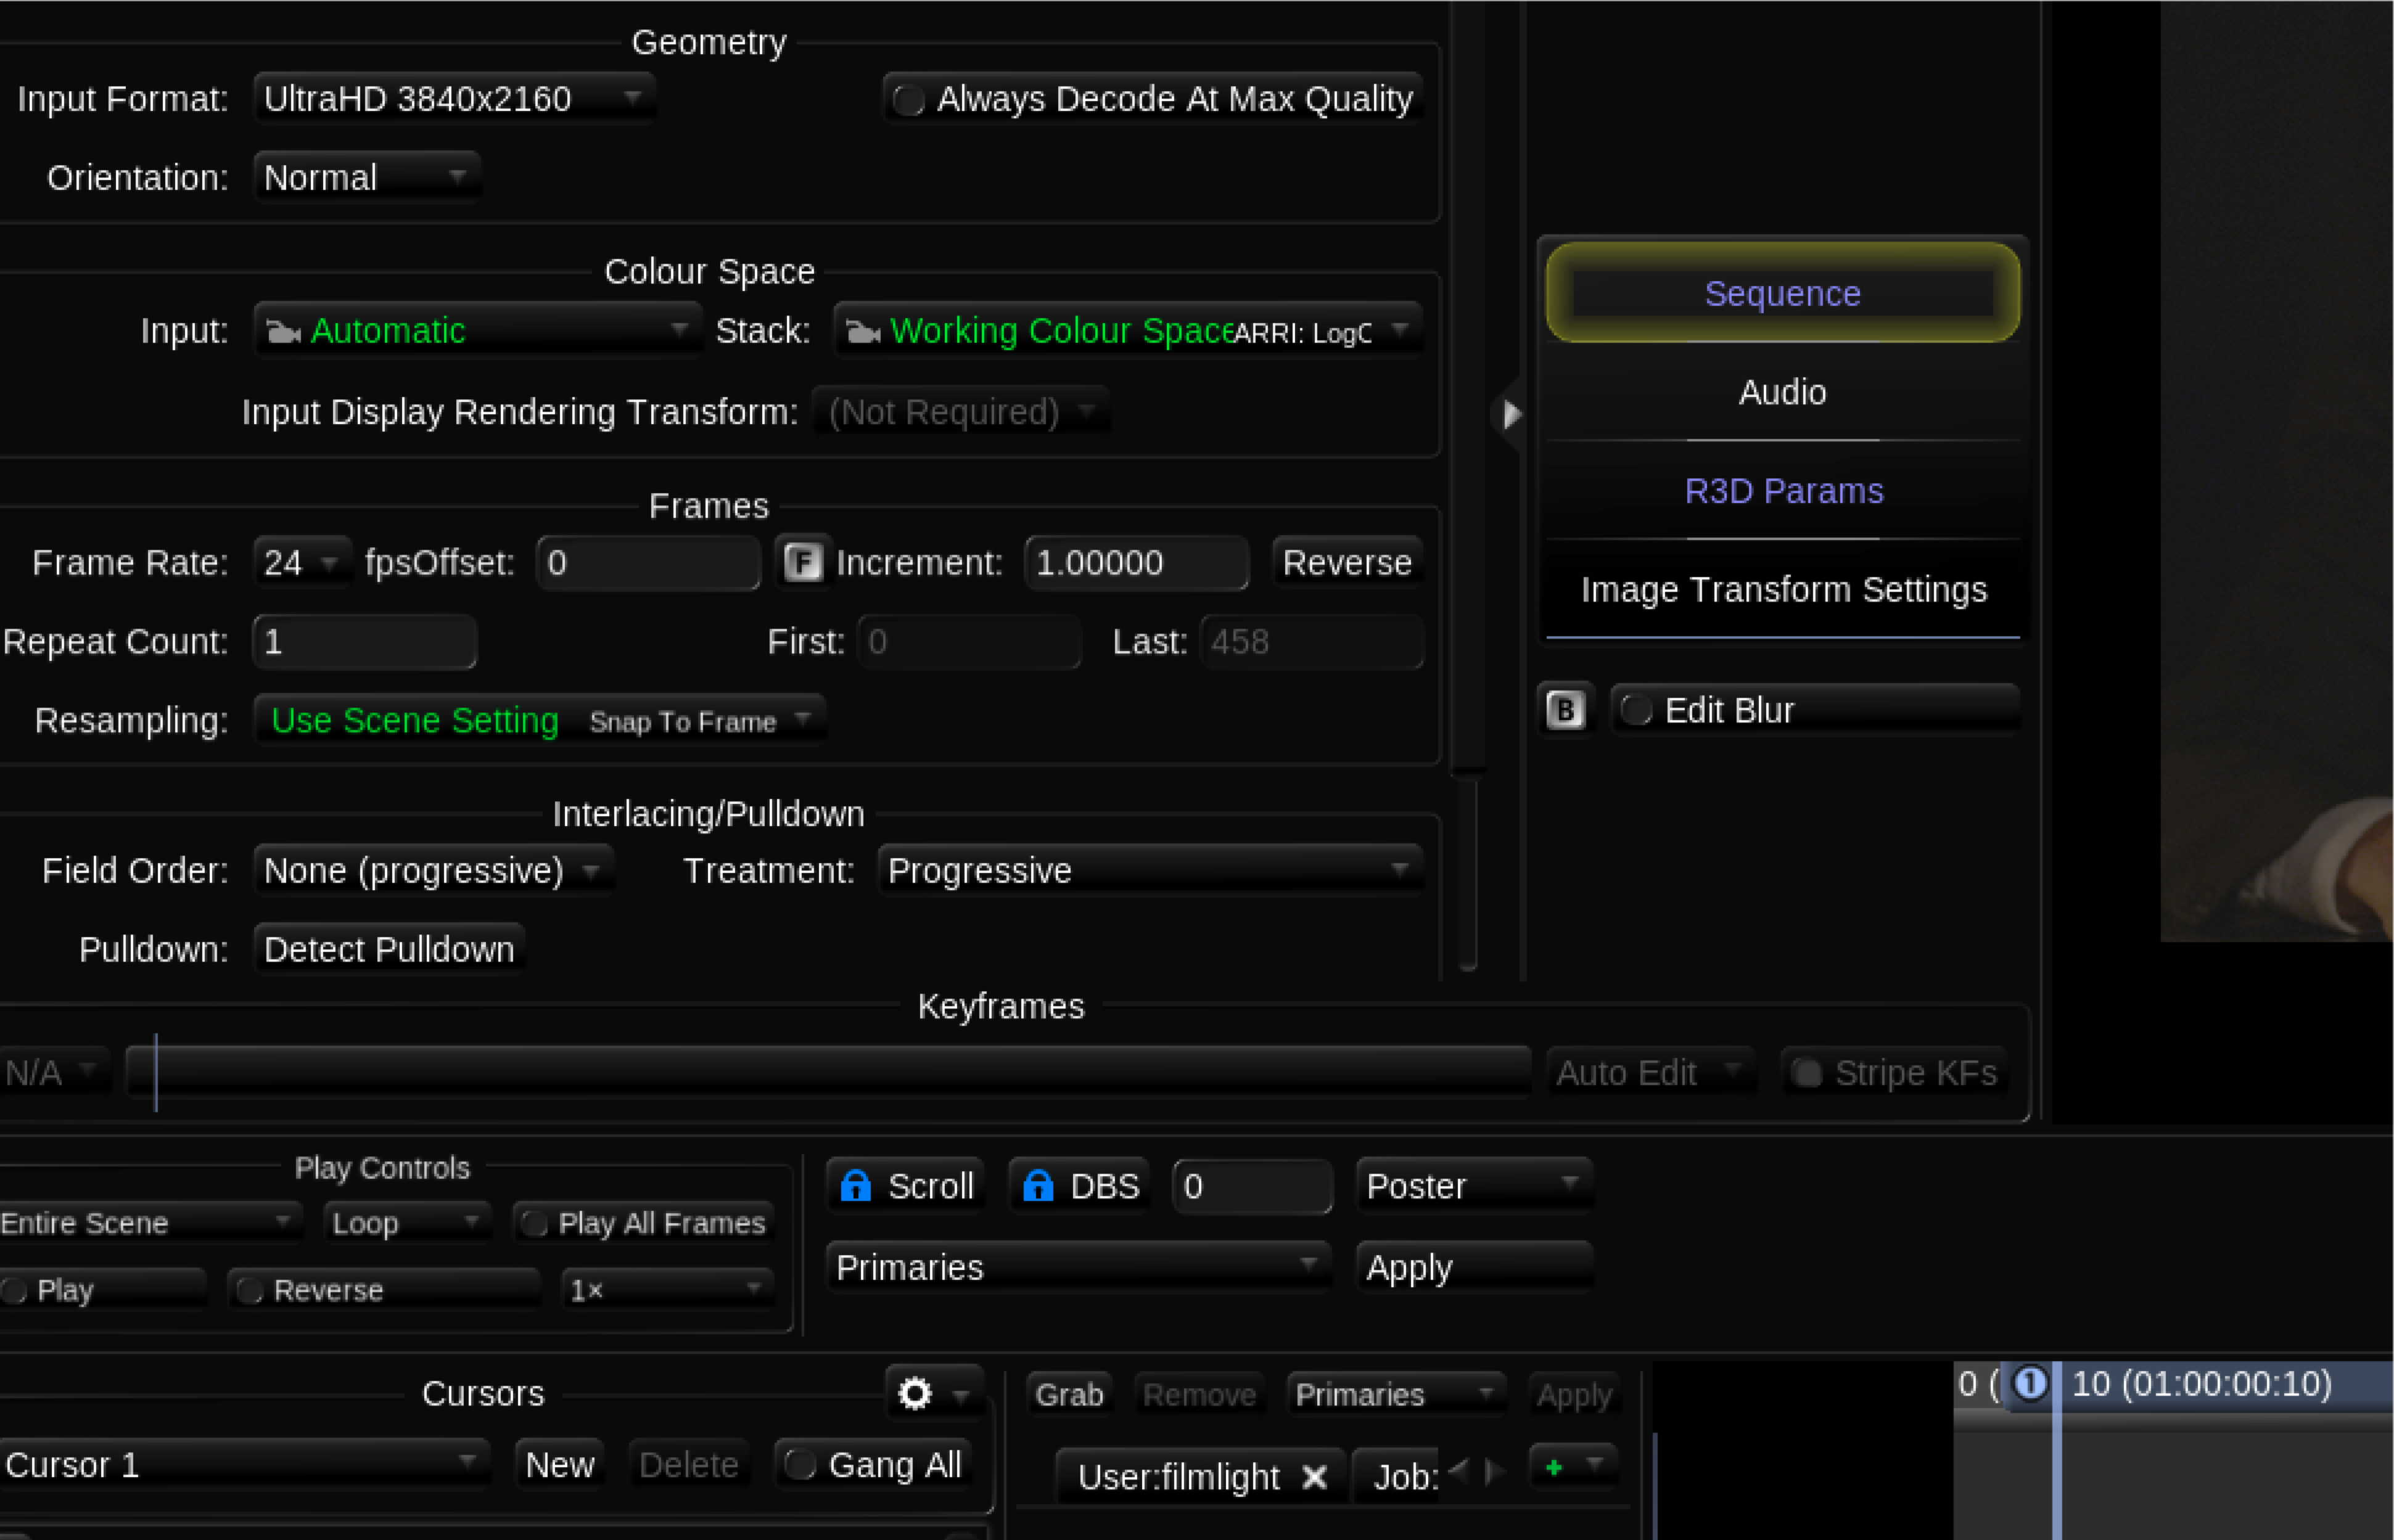 Geometry
Input Format: UltraHD 3840x2160 Always Decode At Max Quality
Orientation: Normal
Colour Space
Input: Automatic Stack: Working Colour Space ARRI: LogC
Input Display Rendering Transform: (Not Required)
Frames
Frame Rate: 24 fpsOffset: 0 F Increment: 1.00000 Reverse
Repeat Count: 1 First: 0 Last: 458
Resampling: Use Scene Setting Snap To Frame
Interlacing/Pulldown
Field Order: None (progressive) Treatment: Progressive
Pulldown: Detect Pulldown
Sequence
Audio
R3D Params
Image Transform Settings
B Edit Blur
Keyframes
N/A Auto Edit Stripe KFs
Play Controls
Entire Scene Loop Play All Frames
Play Reverse 1×
Scroll DBS 0 Poster
Primaries Apply
Cursors
Cursor 1 New Delete Gang All
Grab Remove Primaries Apply
User:filmlight Job:
0 ( 1 10 (01:00:00:10)